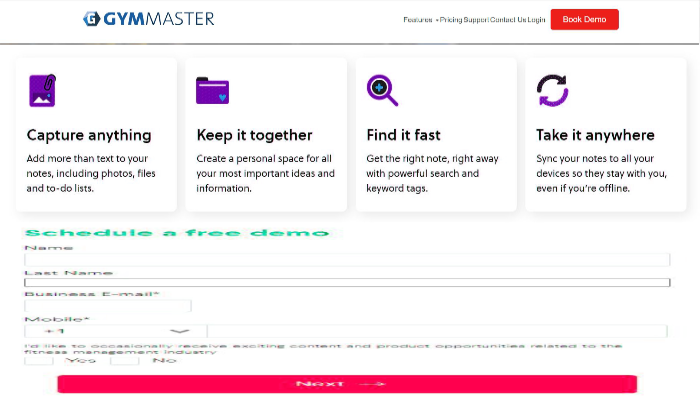 GYMMASTER
Features Pricing Support Contact Us Login Book Demo
Capture anything
Add more than text to your
notes, including photos, files
and to-do lists.
Keep it together
Create a personal space for all
your most important ideas and
information.
Find it fast
Get the right note, right away
with powerful search and
keyword tags.
Take it anywhere
Sync your notes to all your
devices so they stay with you,
even if you're offline.
Schedule a free demo
Name
Last Name
Business E-mail*
Mobile*
+1
I'd like to occasionally receive exciting content and product opportunities related to the
fitness management industry
Yes No
Next →